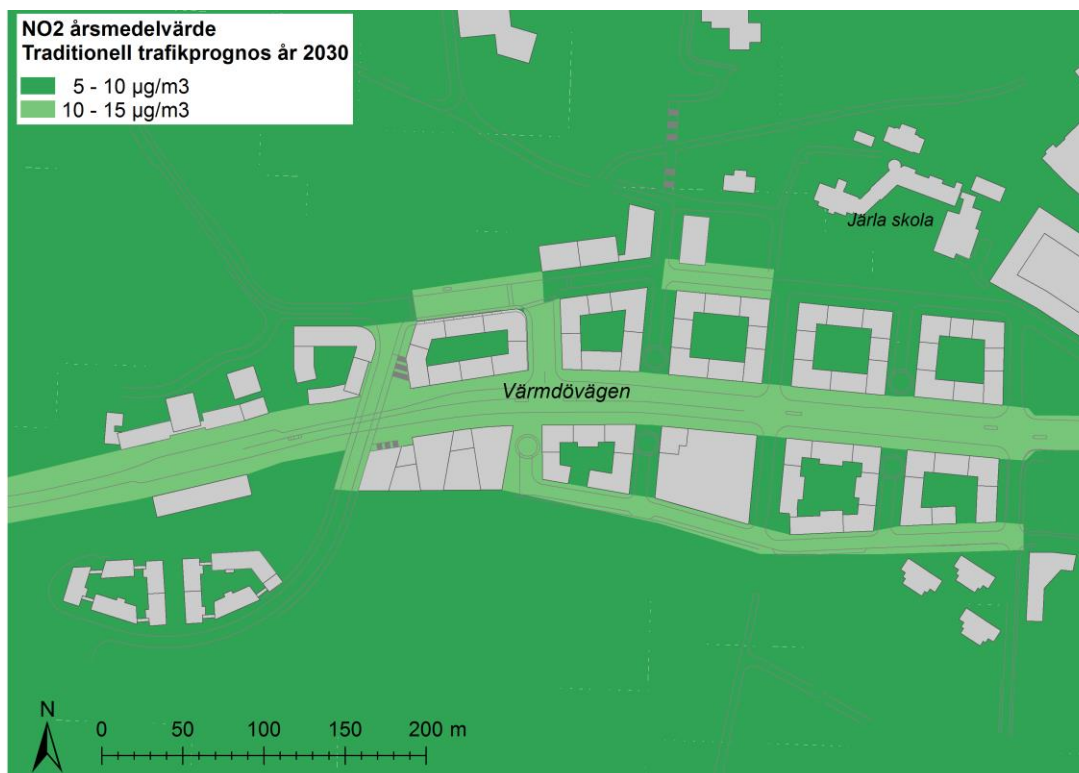 NO2 årsmedelvärde
Traditionell trafikprognos år 2030
5 - 10 µg/m3
10 - 15 µg/m3
Järla skola
Värmdövägen
N
0 50 100 150 200 m